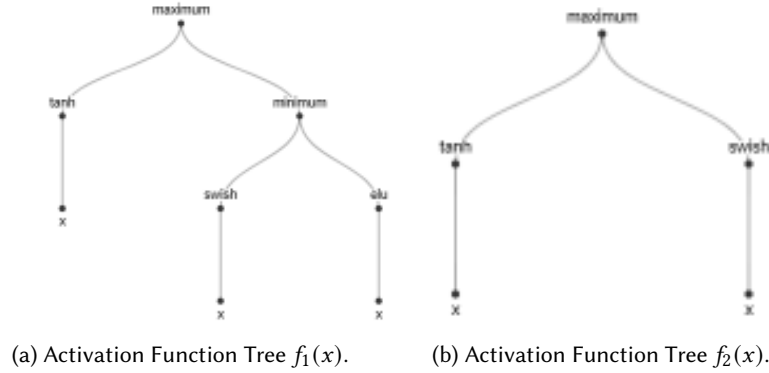 maximum
maximum
tanh
minimum
tanh
swish
swish
elu
x
x
x
x
x
(a) Activation Function Tree f₁(x).
(b) Activation Function Tree f₂(x).